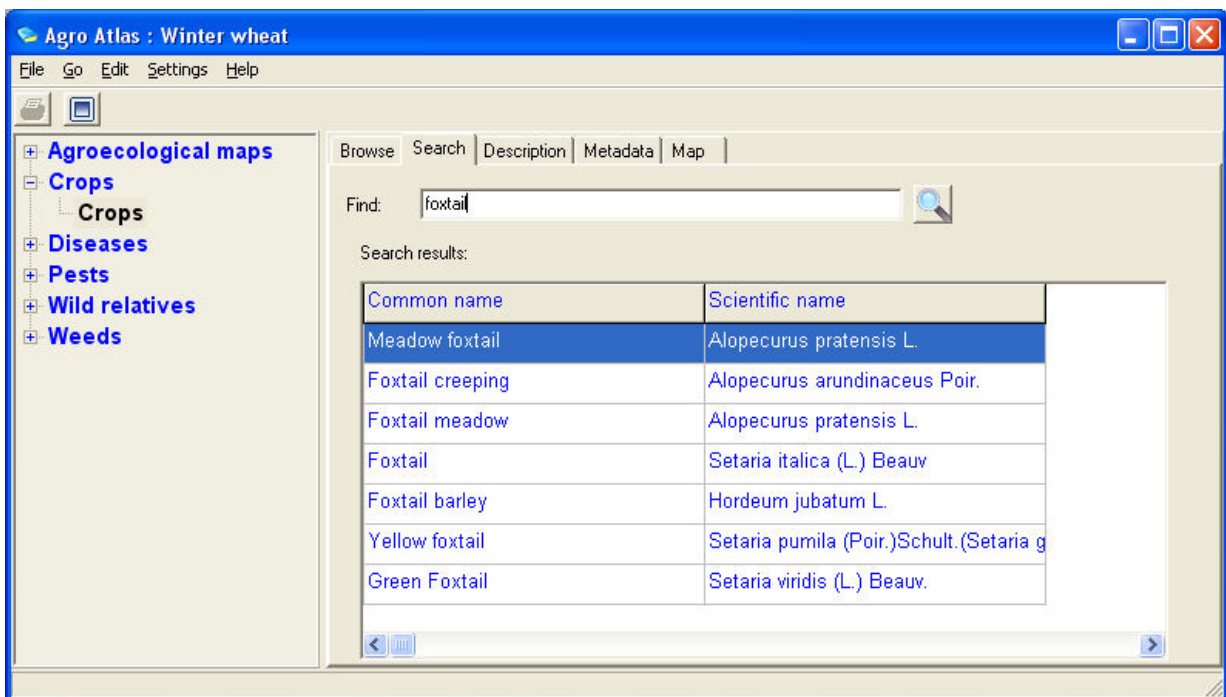 Agro Atlas : Winter wheat
File Go Edit Settings Help
Agroecological maps
Crops
Crops
Diseases
Pests
Wild relatives
Weeds
Browse Search Description Metadata Map
Find: foxtail
Search results:
Common name Scientific name
Meadow foxtail Alopecurus pratensis L.
Foxtail creeping Alopecurus arundinaceus Poir.
Foxtail meadow Alopecurus pratensis L.
Foxtail Setaria italica (L.) Beauv
Foxtail barley Hordeum jubatum L.
Yellow foxtail Setaria pumila (Poir.)Schult.(Setaria g
Green Foxtail Setaria viridis (L.) Beauv.